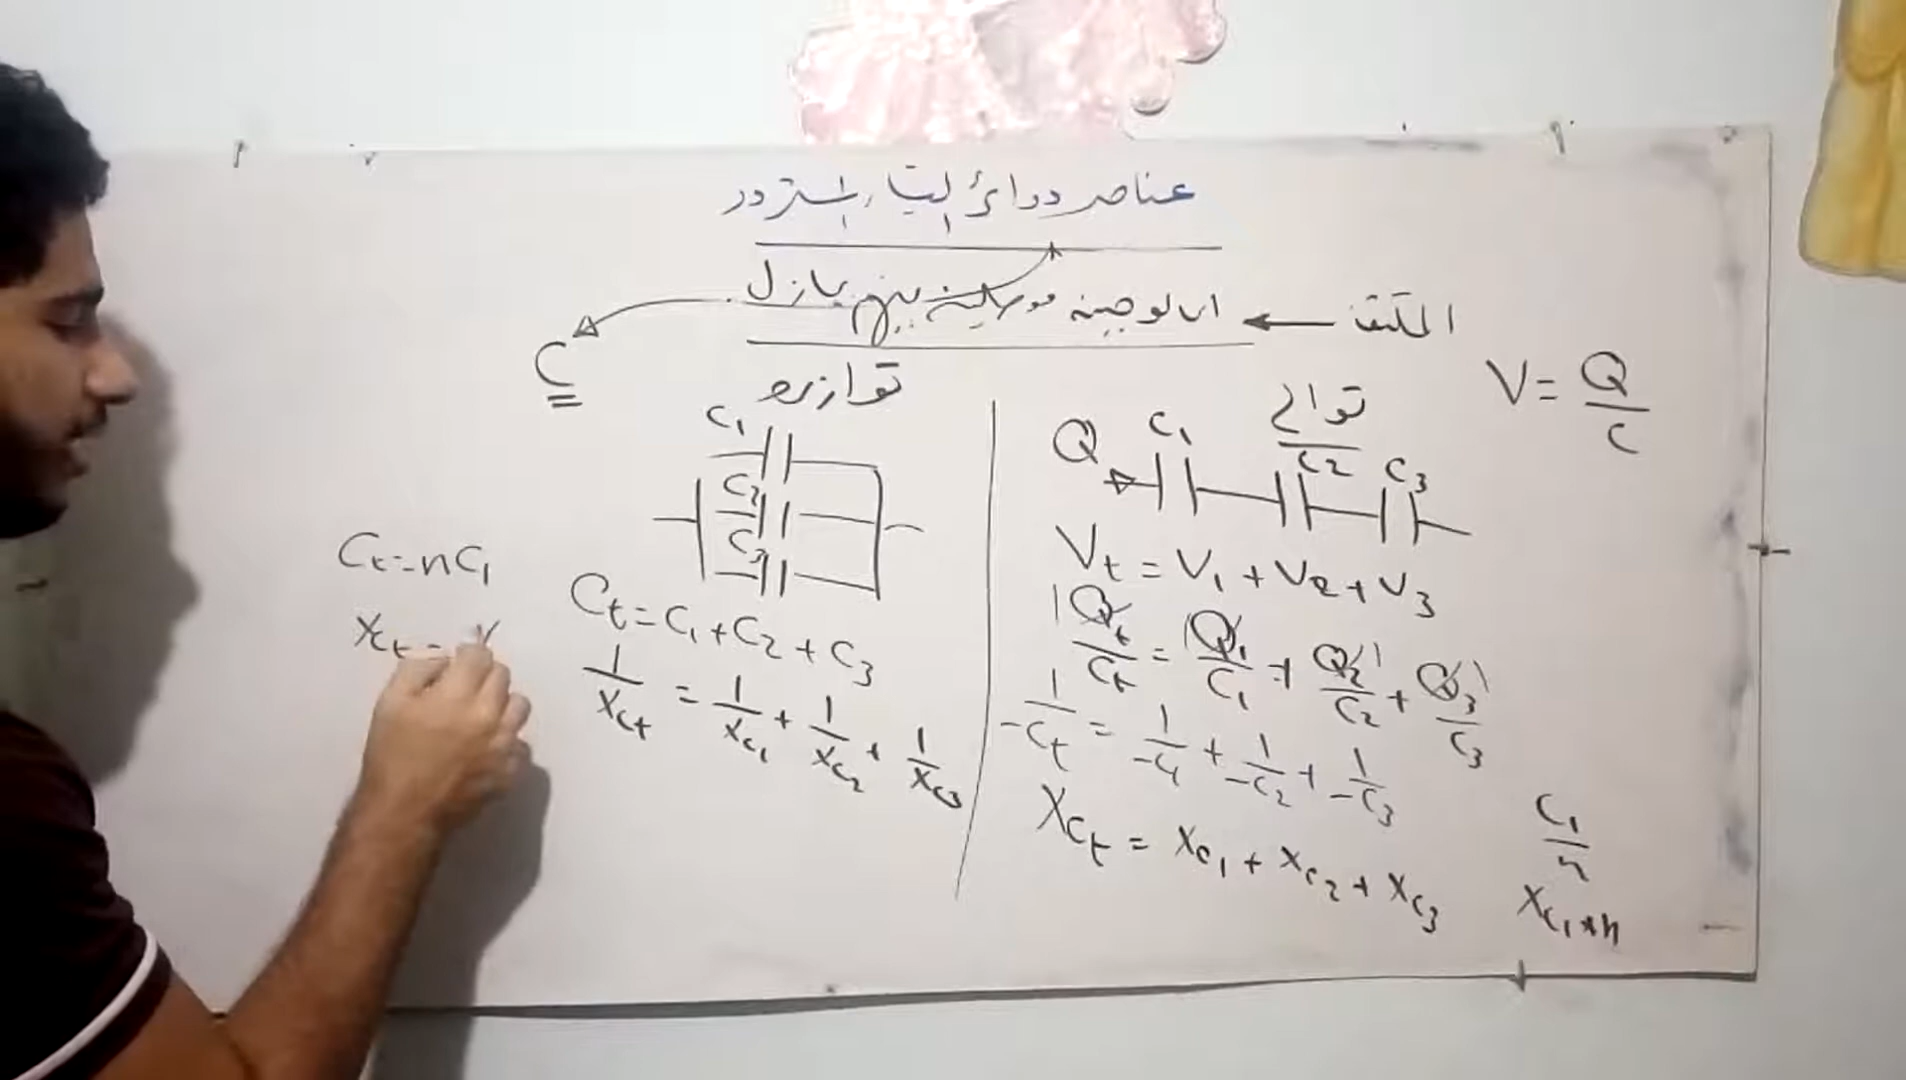 عناصر دوائر التيار المتردد
المكثف
توالي
V = Q/C
Q C₁ C₂ C₃
Vt = V₁ + V₂ + V₃
Qt/Ct = Q₁/C₁ + Q₂/C₂ + Q₃/C₃
1/Ct = 1/C₁ + 1/C₂ + 1/C₃
XCt = XC₁ + XC₂ + XC₃
C₁/n
XC₁*n
C
توازي
C₁
C₂
C₃
Ct = C₁ + C₂ + C₃
1/XCt = 1/XC₁ + 1/XC₂ + 1/XC₃
Ct = nC₁
XCt = X